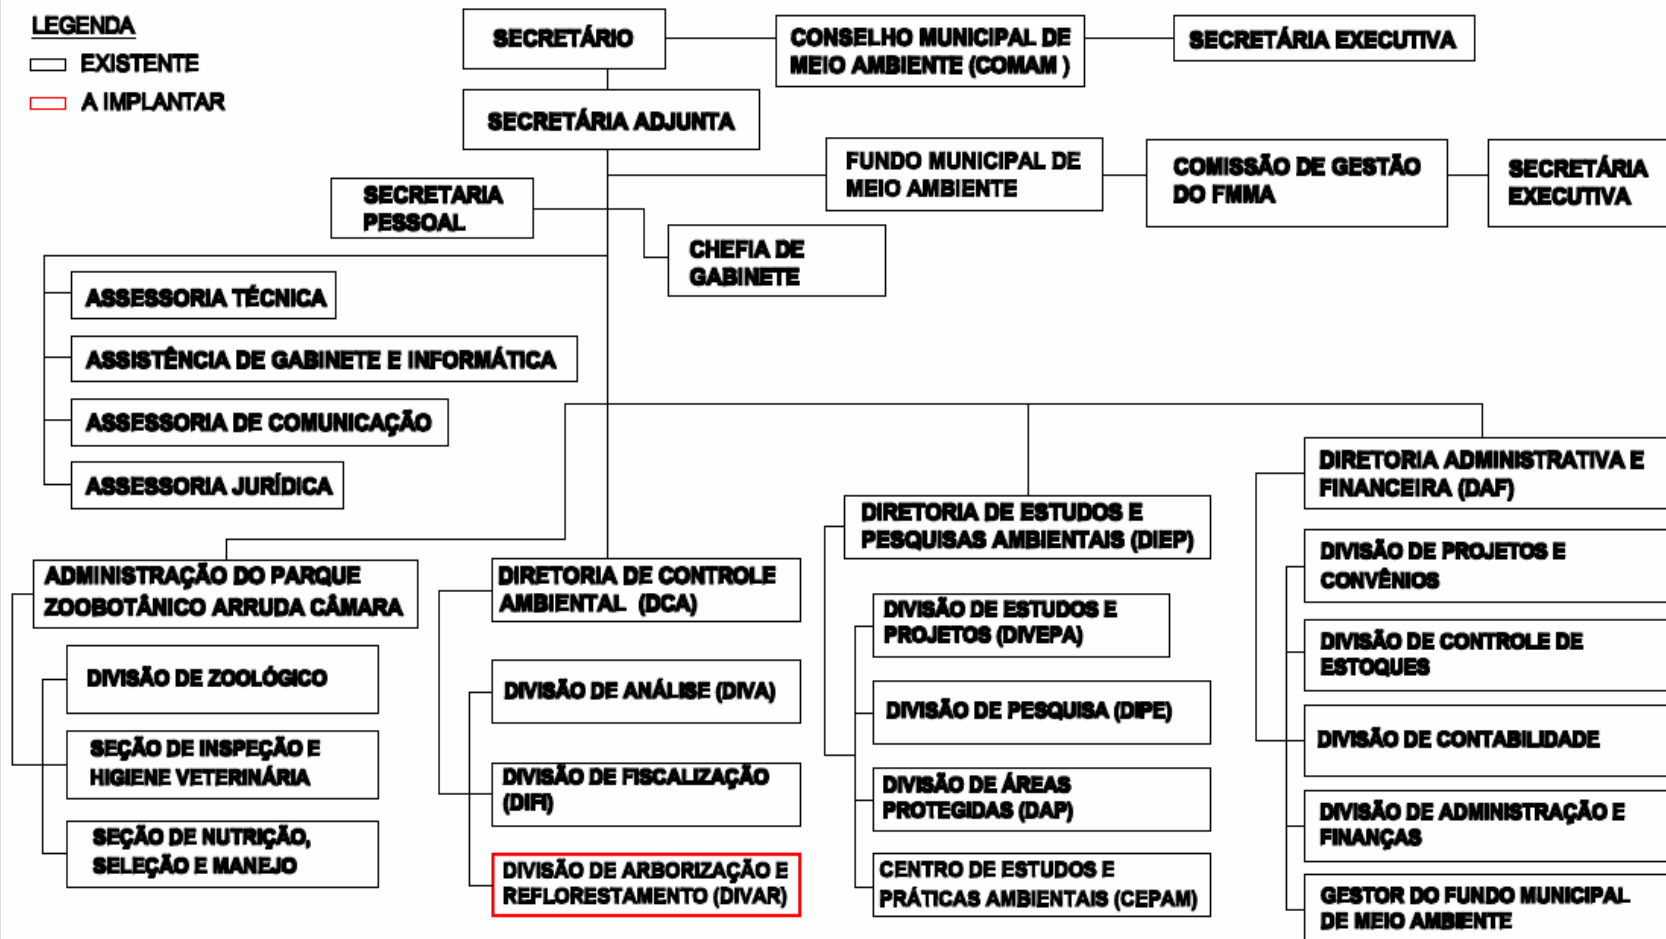 LEGENDA
EXISTENTE
A IMPLANTAR
SECRETÁRIO
CONSELHO MUNICIPAL DE
MEIO AMBIENTE (COMAM )
SECRETÁRIA EXECUTIVA
SECRETÁRIA ADJUNTA
FUNDO MUNICIPAL DE
MEIO AMBIENTE
COMISSÃO DE GESTÃO
DO FMMA
SECRETÁRIA
EXECUTIVA
SECRETARIA
PESSOAL
CHEFIA DE
GABINETE
ASSESSORIA TÉCNICA
ASSISTÊNCIA DE GABINETE E INFORMÁTICA
ASSESSORIA DE COMUNICAÇÃO
ASSESSORIA JURÍDICA
ADMINISTRAÇÃO DO PARQUE
ZOOBOTÂNICO ARRUDA CÂMARA
DIVISÃO DE ZOOLÓGICO
SEÇÃO DE INSPEÇÃO E
HIGIENE VETERINÁRIA
SEÇÃO DE NUTRIÇÃO,
SELEÇÃO E MANEJO
DIRETORIA DE CONTROLE
AMBIENTAL (DCA)
DIVISÃO DE ANÁLISE (DIVA)
DIVISÃO DE FISCALIZAÇÃO
(DIFI)
DIVISÃO DE ARBORIZAÇÃO E
REFLORESTAMENTO (DIVAR)
DIRETORIA DE ESTUDOS E
PESQUISAS AMBIENTAIS (DIEP)
DIVISÃO DE ESTUDOS E
PROJETOS (DIVEPA)
DIVISÃO DE PESQUISA (DIPE)
DIVISÃO DE ÁREAS
PROTEGIDAS (DAP)
CENTRO DE ESTUDOS E
PRÁTICAS AMBIENTAIS (CEPAM)
DIRETORIA ADMINISTRATIVA E
FINANCEIRA (DAF)
DIVISÃO DE PROJETOS E
CONVÊNIOS
DIVISÃO DE CONTROLE DE
ESTOQUES
DIVISÃO DE CONTABILIDADE
DIVISÃO DE ADMINISTRAÇÃO E
FINANÇAS
GESTOR DO FUNDO MUNICIPAL
DE MEIO AMBIENTE